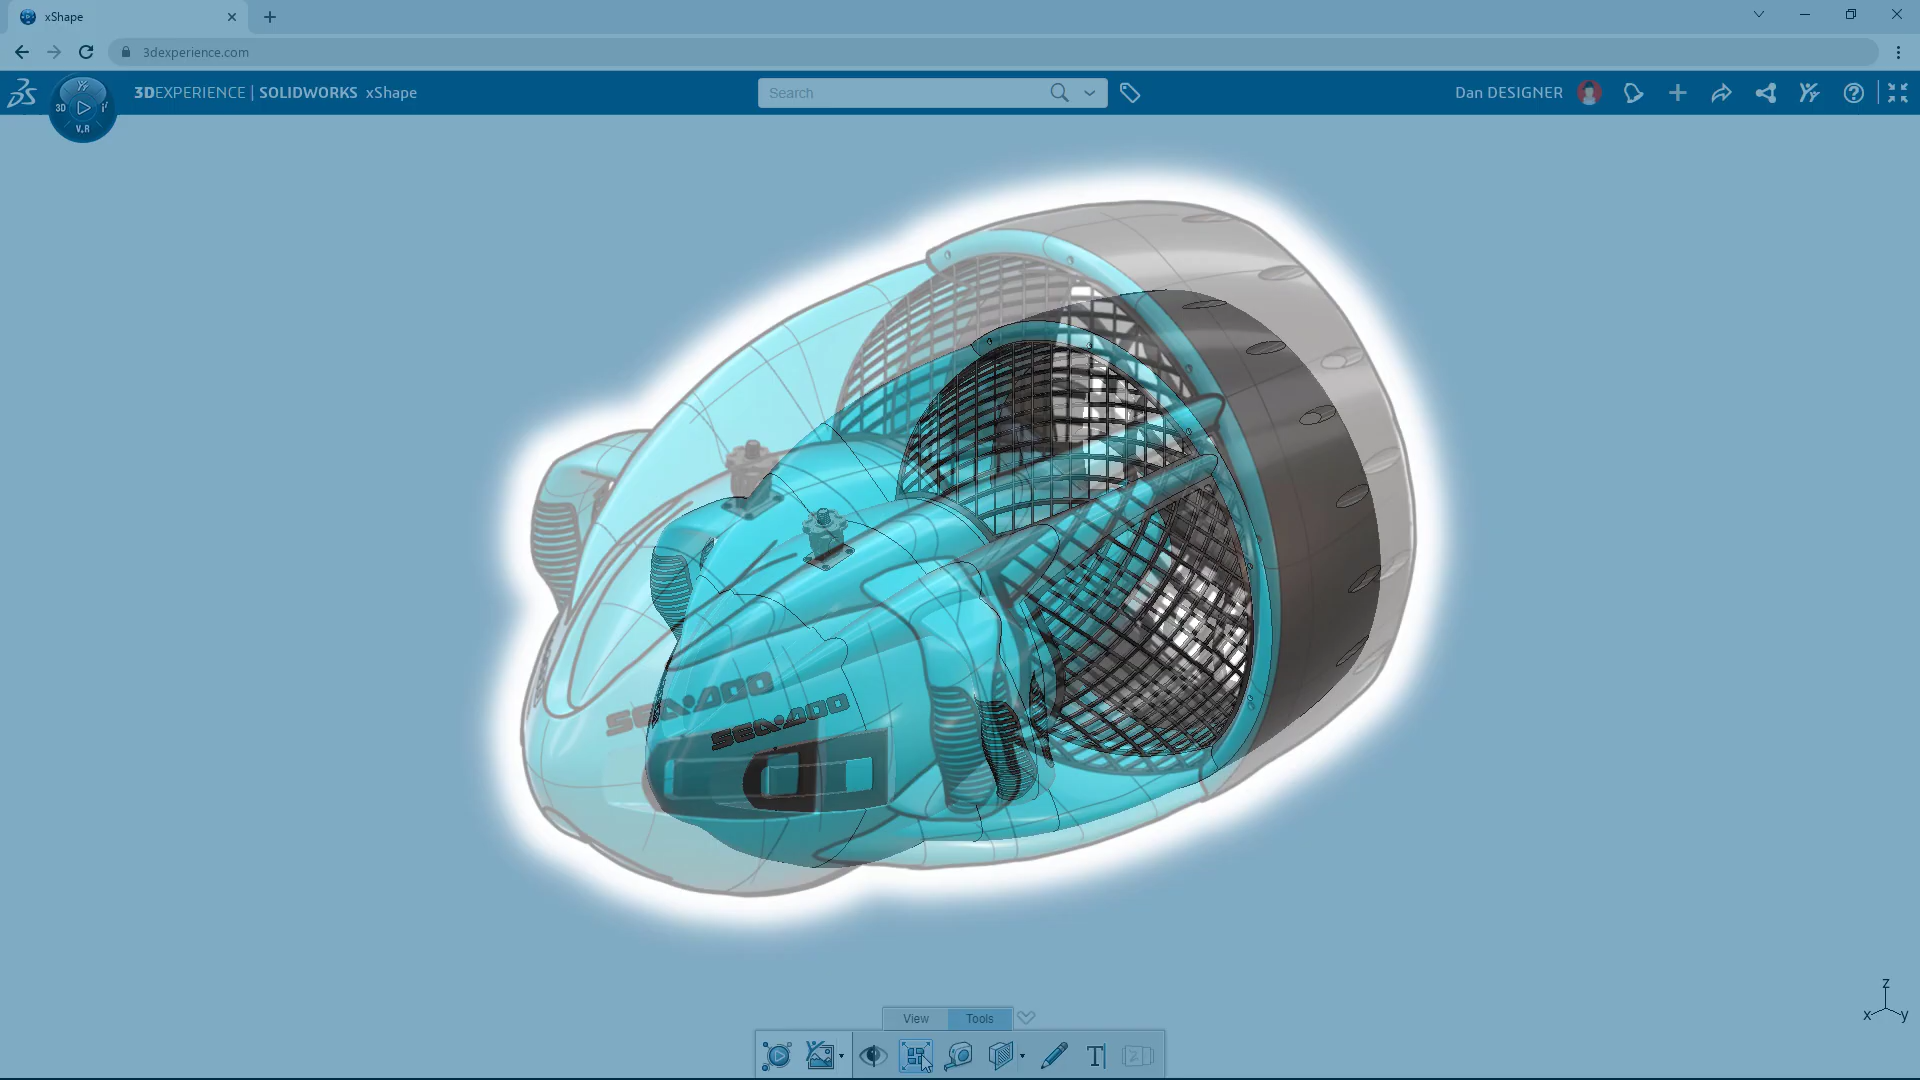 xShape
3dexperience.com
3DEXPERIENCE | SOLIDWORKS xShape
Search
Dan DESIGNER
3D
V.R
SEA-DOO
SEA-DOO
View Tools
Z
X
Y